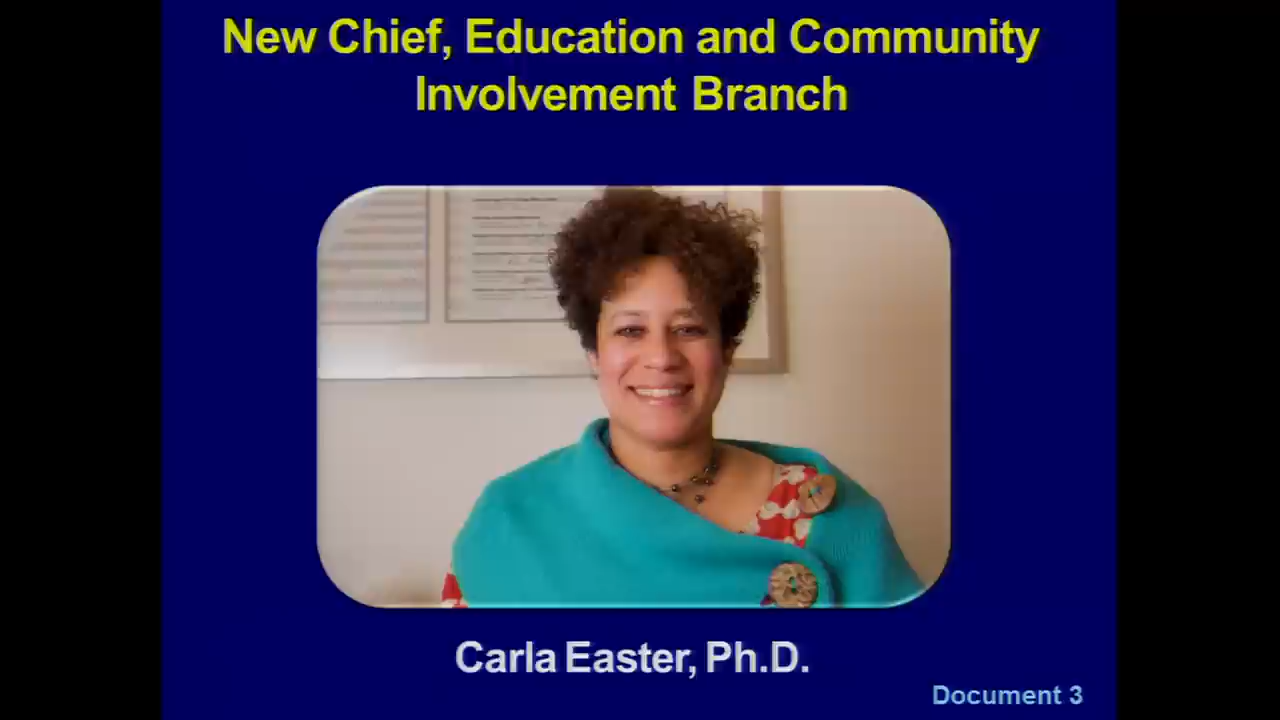 New Chief, Education and Community
Involvement Branch
Carla Easter, Ph.D.
Document 3